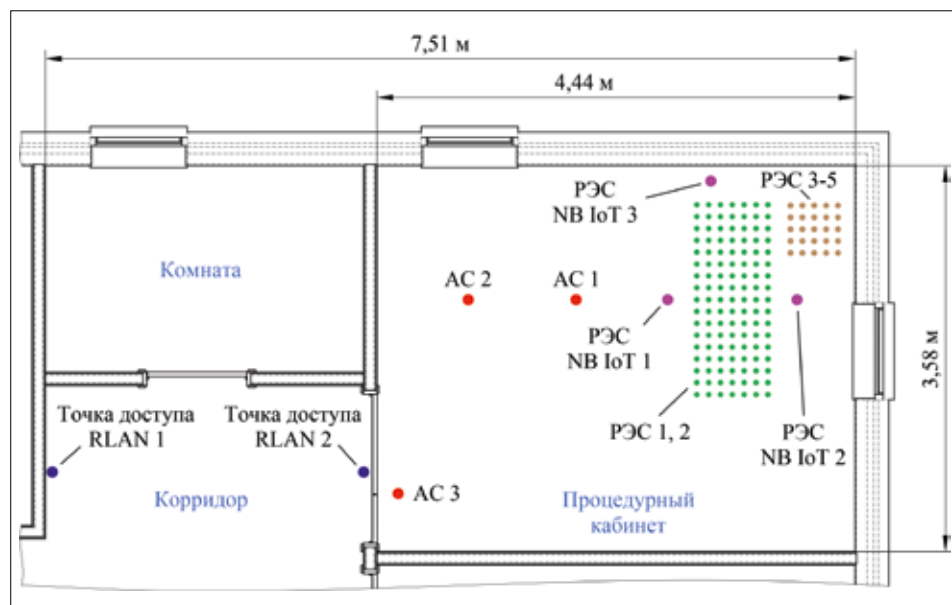 7,51 м
4,44 м
РЭС
NB IoT 3
РЭС 3-5
Комната
АС 2
АС 1
РЭС
NB IoT 1
3,58 м
Точка доступа
RLAN 1
Точка доступа
RLAN 2
РЭС 1, 2
РЭС
NB IoT 2
Корридор
АС 3
Процедурный
кабинет